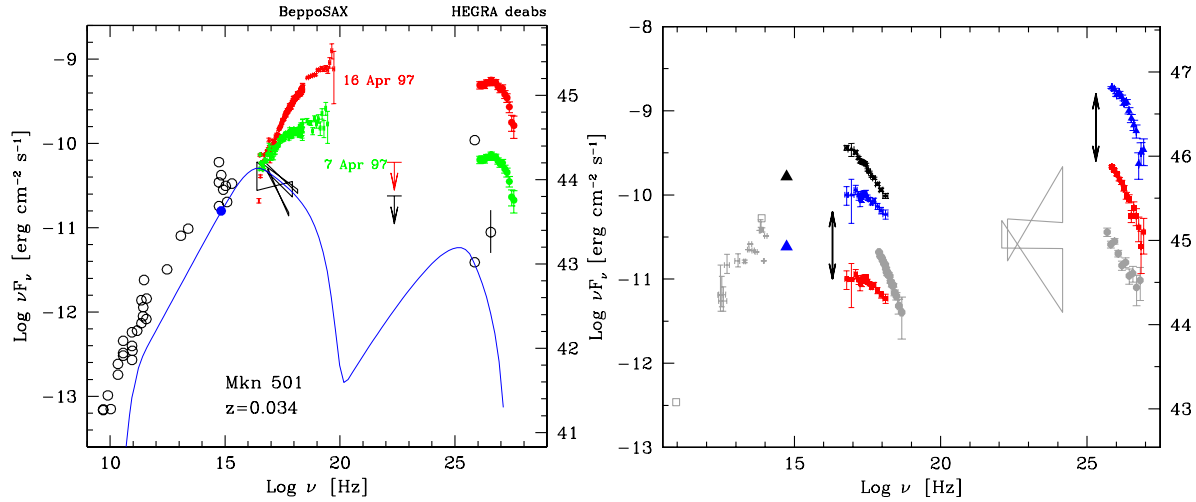 BeppoSAX HEGRA deabs
-9
-10
-11
-12
-13
Log νFν [erg cm-2 s-1]
16 Apr 97
7 Apr 97
Mkn 501
z=0.034
45
44
43
42
41
10 15 20 25
Log ν [Hz]
-8
-9
-10
-11
-12
-13
Log νFν [erg cm-2 s-1]
47
46
45
44
43
15 20 25
Log ν [Hz]